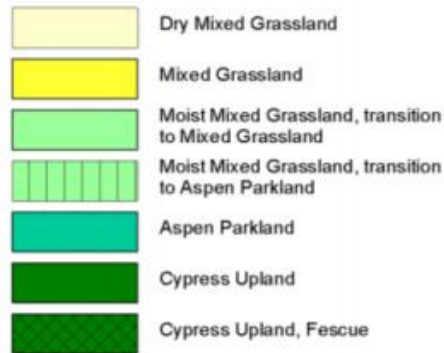 Dry Mixed Grassland
Mixed Grassland
Moist Mixed Grassland, transition
to Mixed Grassland
Moist Mixed Grassland, transition
to Aspen Parkland
Aspen Parkland
Cypress Upland
Cypress Upland, Fescue